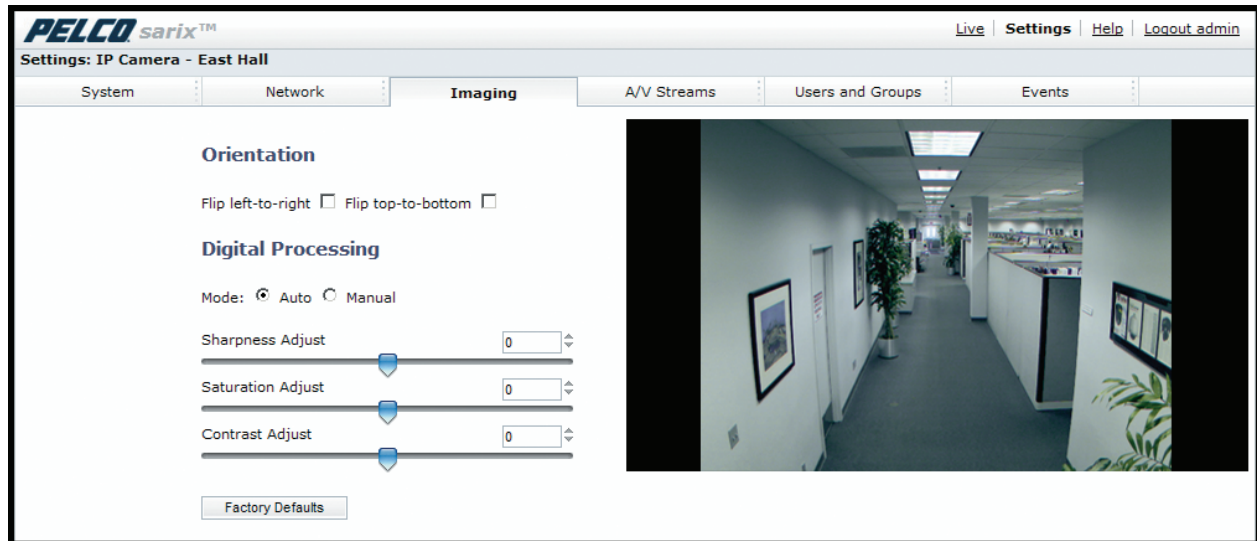 PELCO sarix™
Live | Settings | Help | Logout admin
Settings: IP Camera - East Hall
System Network Imaging A/V Streams Users and Groups Events
Orientation
Flip left-to-right Flip top-to-bottom
Digital Processing
Mode: Auto Manual
Sharpness Adjust 0
Saturation Adjust 0
Contrast Adjust 0
Factory Defaults